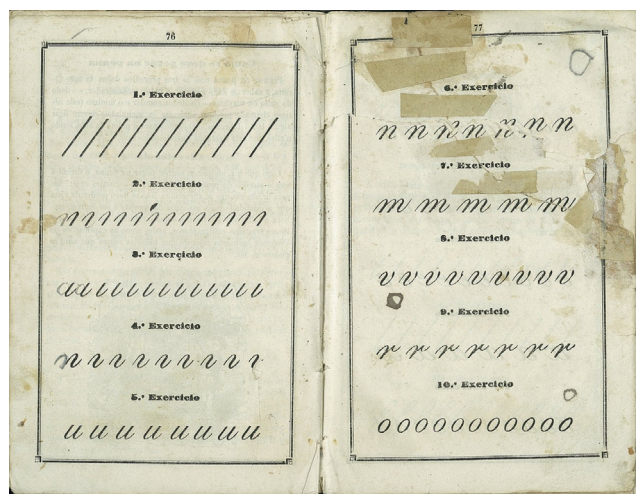 76
1.º Exercicio
2.º Exercicio
3.º Exercicio
4.º Exercicio
5.º Exercicio
u u u u u u u u
77
6.º Exercicio
n n n n n n n n
7.º Exercicio
m m m m m
8.º Exercicio
v v v v v v v v v
9.º Exercicio
r r r r r r r r
10.º Exercicio
o o o o o o o o o o o